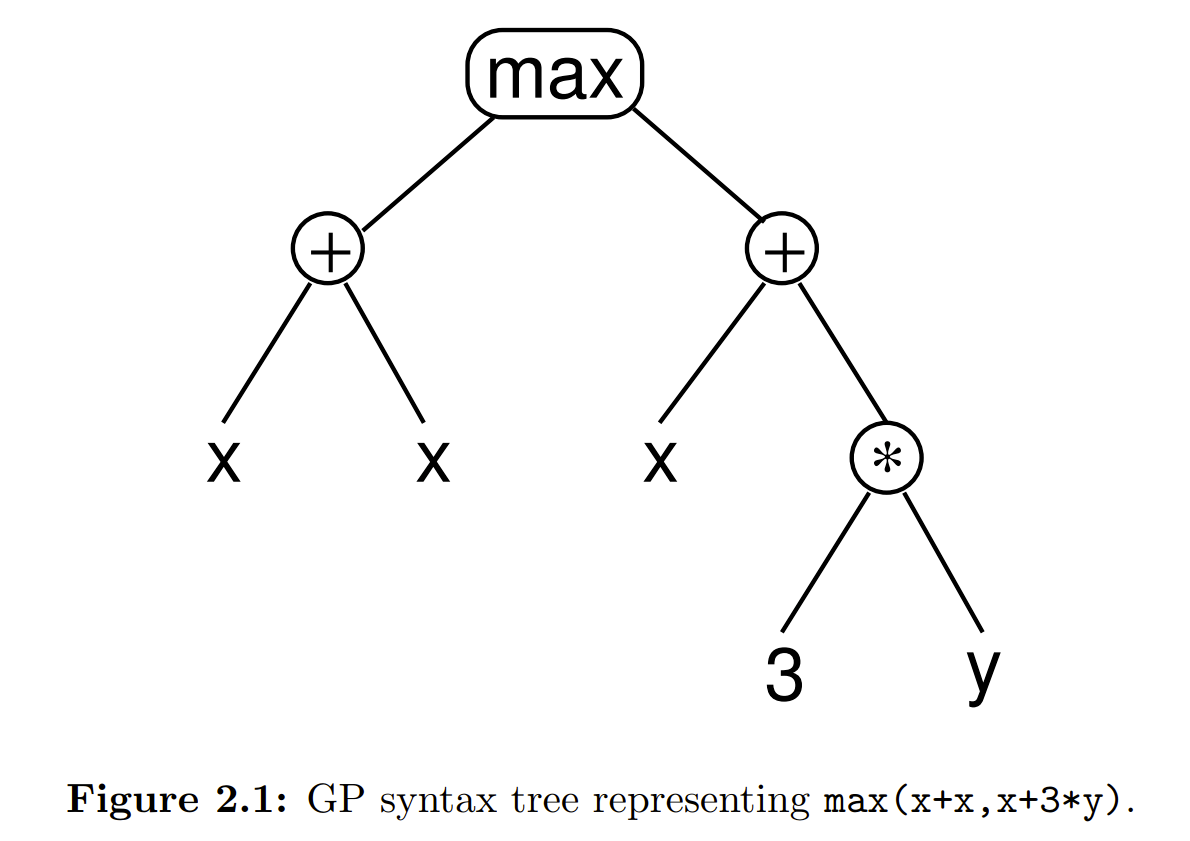 max
+ +
x x x *
3 y
Figure 2.1: GP syntax tree representing max(x+x,x+3*y).